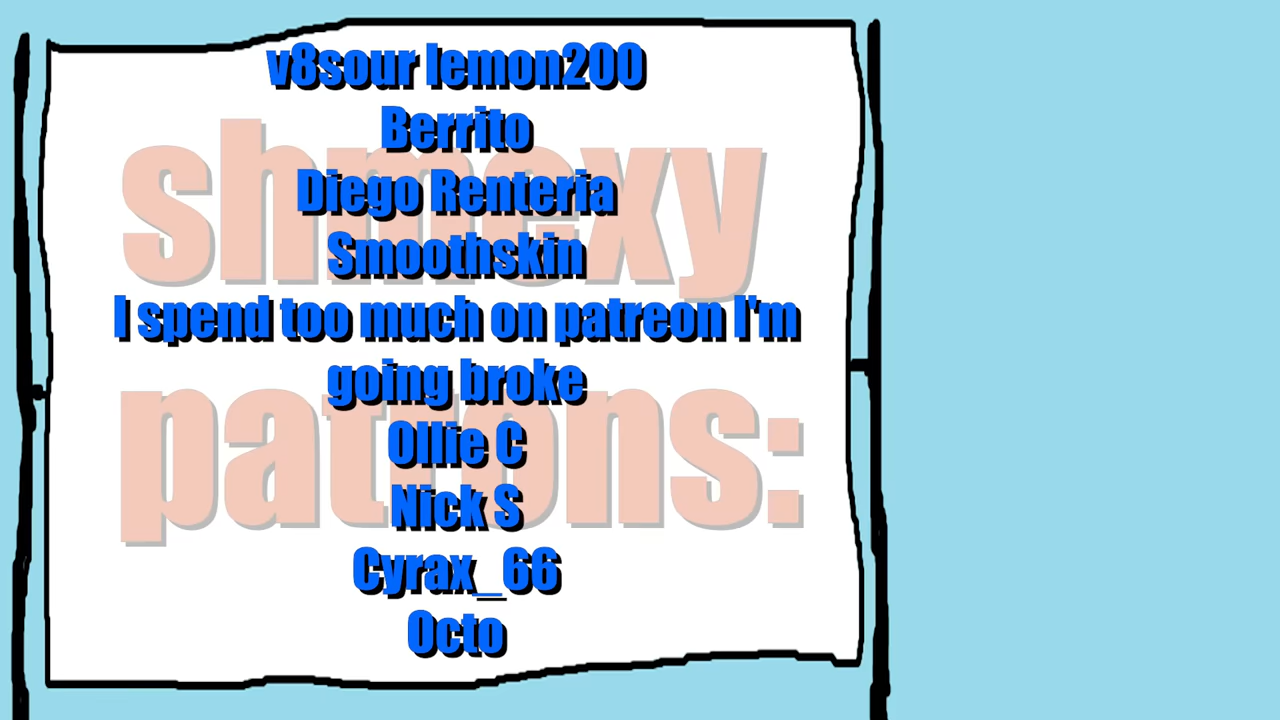 v8sour lemon200
Berrito
Diego Renteria
Smoothskin
I spend too much on patreon I'm
going broke
Ollie C
Nick S
Cyrax_66
Octo
shmexy
patrons: